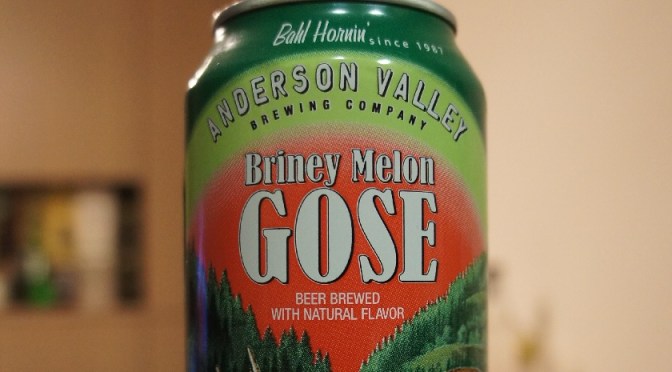 Bahl Hornin' since 1987
ANDERSON VALLEY
BREWING COMPANY
Briney Melon
GOSE
BEER BREWED
WITH NATURAL FLAVOR